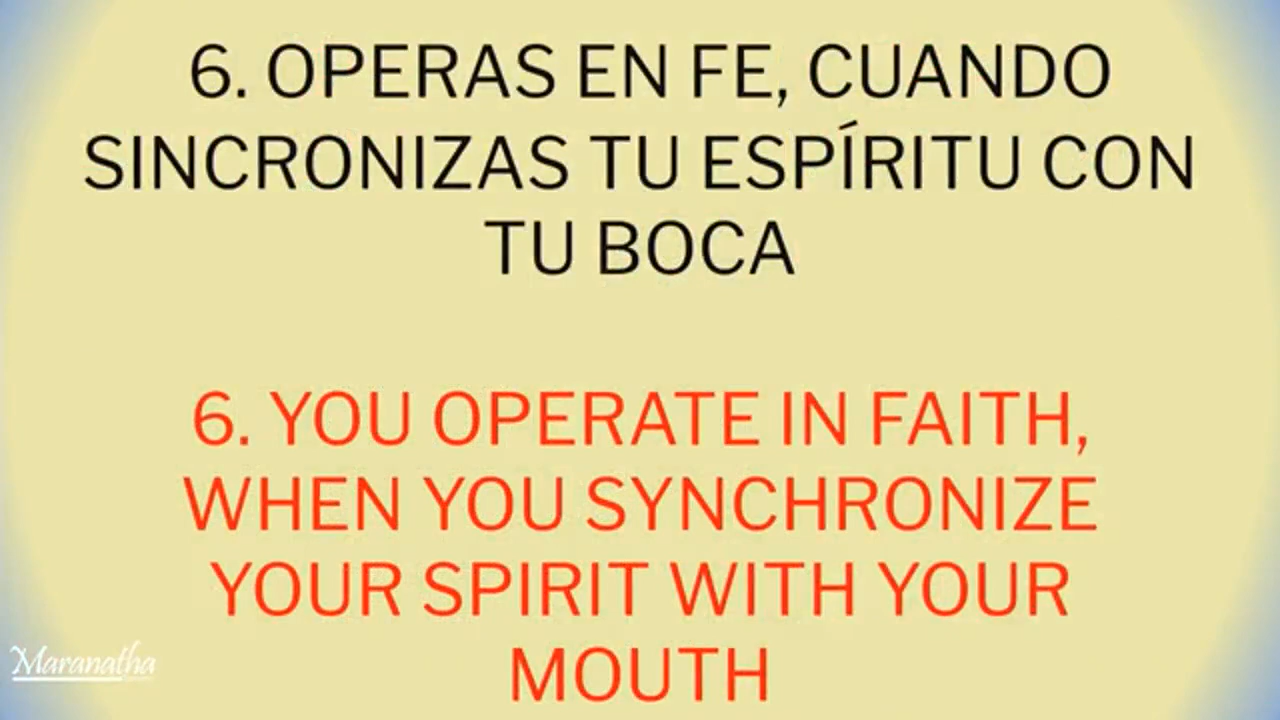 6. OPERAS EN FE, CUANDO
SINCRONIZAS TU ESPÍRITU CON
TU BOCA
6. YOU OPERATE IN FAITH,
WHEN YOU SYNCHRONIZE
YOUR SPIRIT WITH YOUR
MOUTH
Maranatha